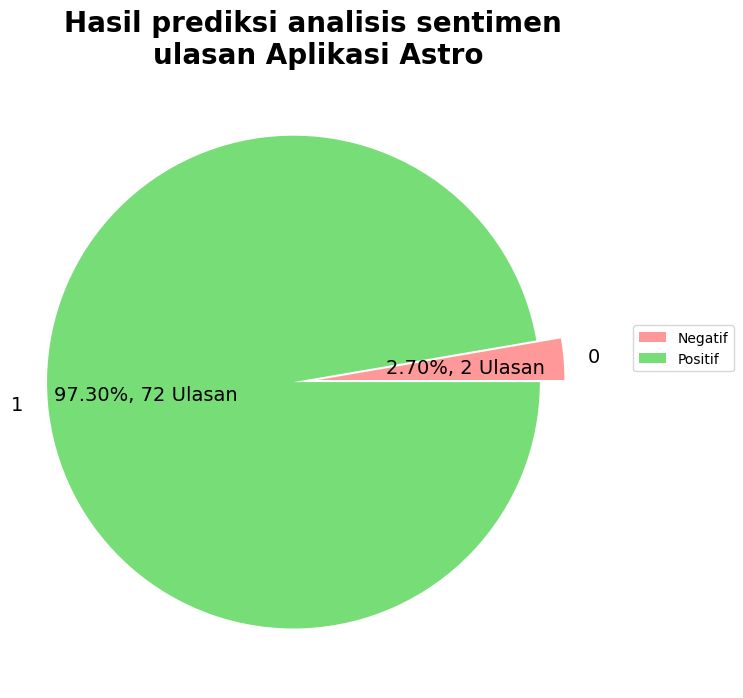 Hasil prediksi analisis sentimen
ulasan Aplikasi Astro
Negatif
Positif
0
2.70%, 2 Ulasan
97.30%, 72 Ulasan
1